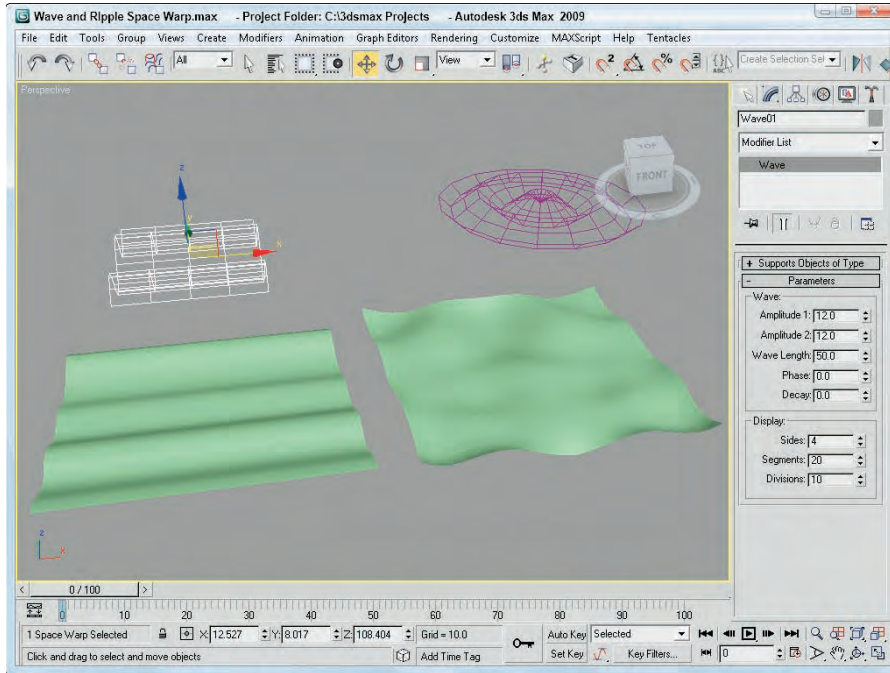 Wave and RIpple Space Warp.max - Project Folder: C:\3dsmax Projects - Autodesk 3ds Max 2009
File Edit Tools Group Views Create Modifiers Animation Graph Editors Rendering Customize MAXScript Help Tentacles
All
View
Create Selection Sel
Perspective
TOP
FRONT
z
y
x
Wave01
Modifier List
Wave
+ Supports Objects of Type
- Parameters
Wave:
Amplitude 1: 12.0
Amplitude 2: 12.0
Wave Length: 50.0
Phase: 0.0
Decay: 0.0
Display:
Sides: 4
Segments: 20
Divisions: 10
z
x
< 0 / 100 >
0 10 20 30 40 50 60 70 80 90 100
1 Space Warp Selected X: 12.527 Y: 8.017 Z: 108.404 Grid = 10.0 Auto Key Selected
Click and drag to select and move objects Add Time Tag Set Key Key Filters... 0